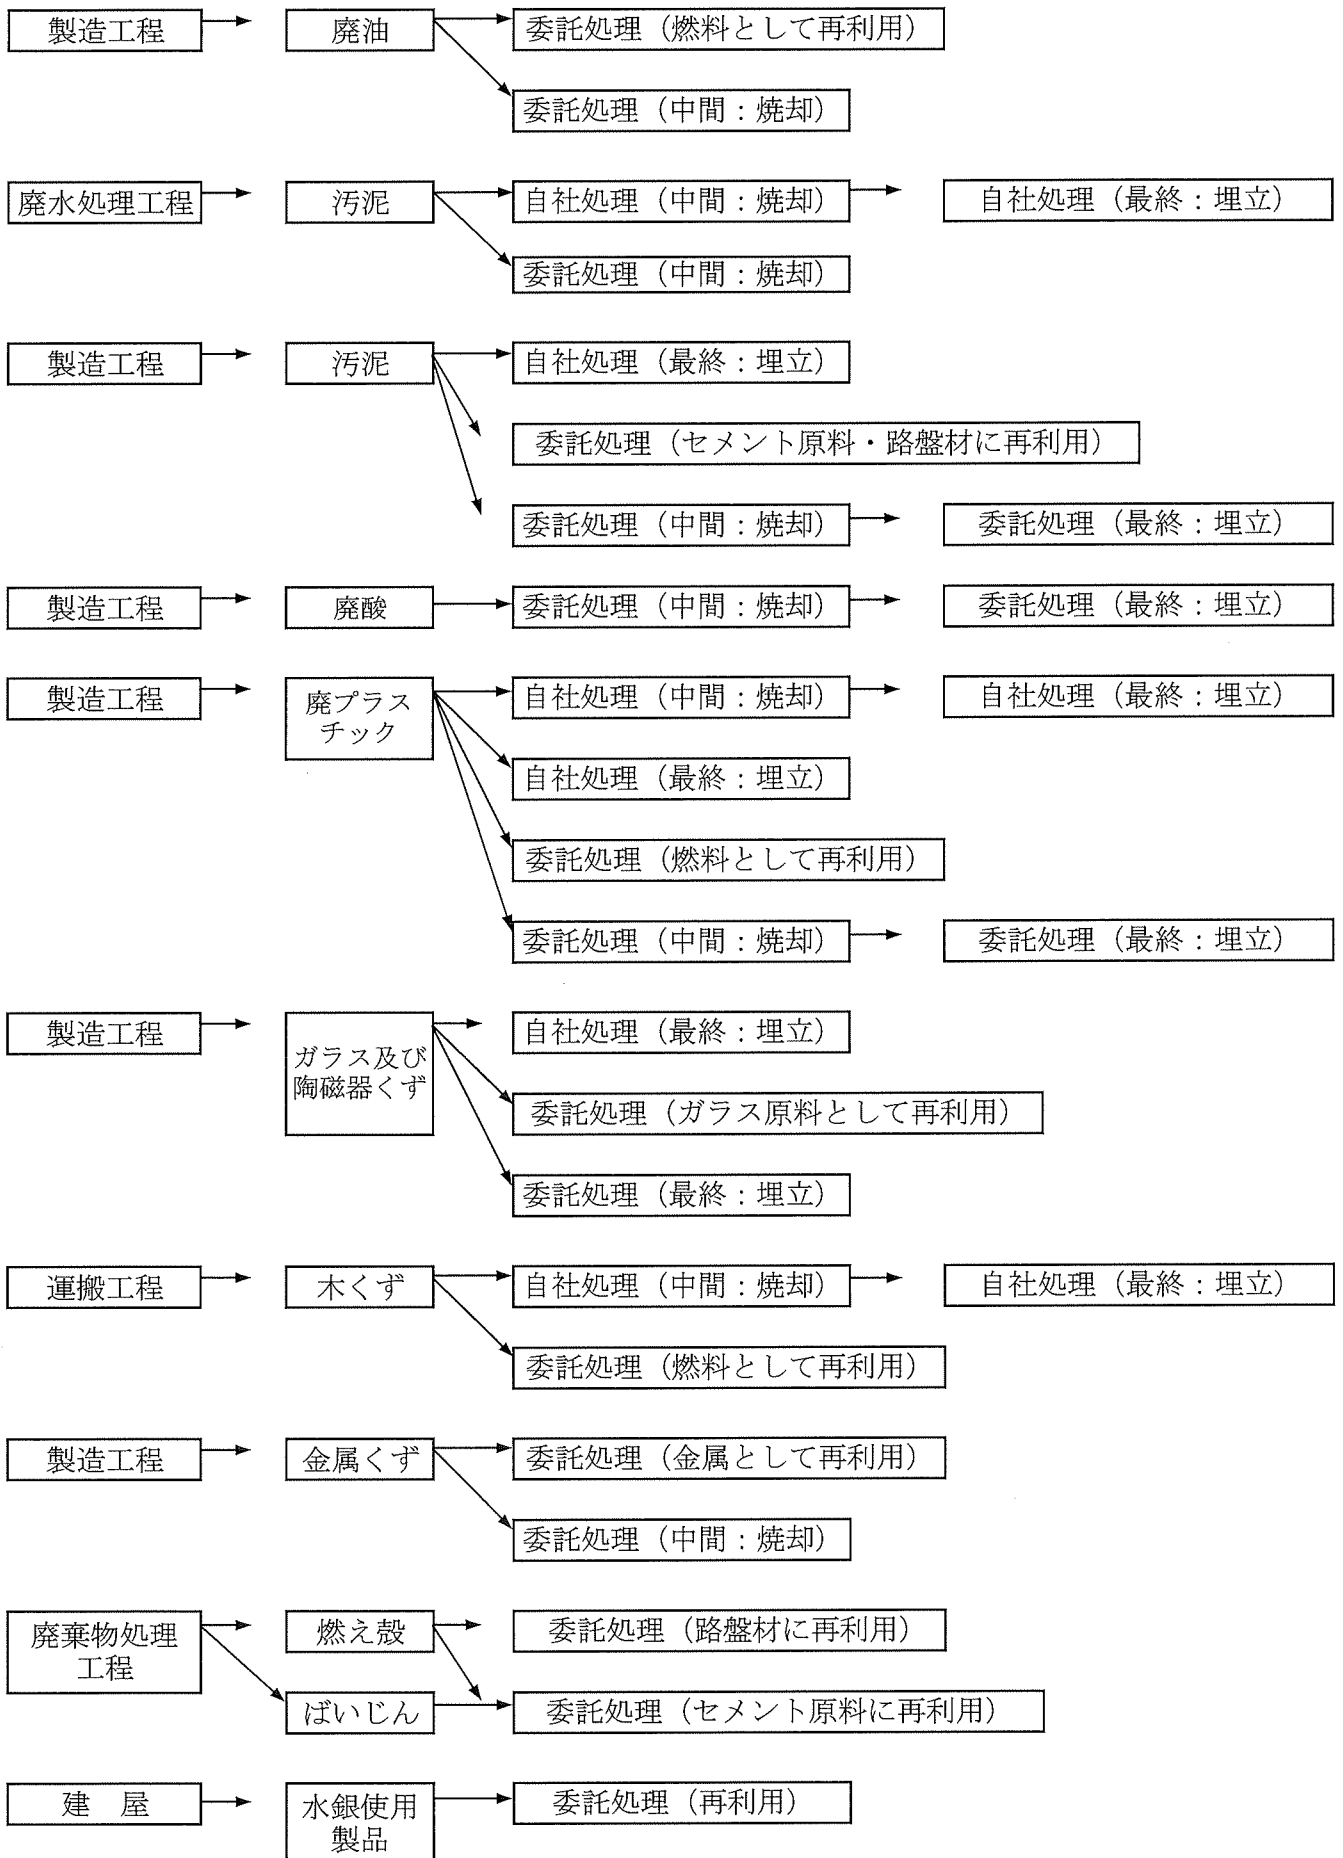 製造工程
廃油
委託処理（燃料として再利用）
委託処理（中間：焼却）
廃水処理工程
汚泥
自社処理（中間：焼却）
自社処理（最終：埋立）
委託処理（中間：焼却）
製造工程
汚泥
自社処理（最終：埋立）
委託処理（セメント原料・路盤材に再利用）
委託処理（中間：焼却）
委託処理（最終：埋立）
製造工程
廃酸
委託処理（中間：焼却）
委託処理（最終：埋立）
製造工程
廃プラス
チック
自社処理（中間：焼却）
自社処理（最終：埋立）
自社処理（最終：埋立）
委託処理（燃料として再利用）
委託処理（中間：焼却）
委託処理（最終：埋立）
製造工程
ガラス及び
陶磁器くず
自社処理（最終：埋立）
委託処理（ガラス原料として再利用）
委託処理（最終：埋立）
運搬工程
木くず
自社処理（中間：焼却）
自社処理（最終：埋立）
委託処理（燃料として再利用）
製造工程
金属くず
委託処理（金属として再利用）
委託処理（中間：焼却）
廃棄物処理
工程
燃え殻
委託処理（路盤材に再利用）
ばいじん
委託処理（セメント原料に再利用）
建　屋
水銀使用
製品
委託処理（再利用）